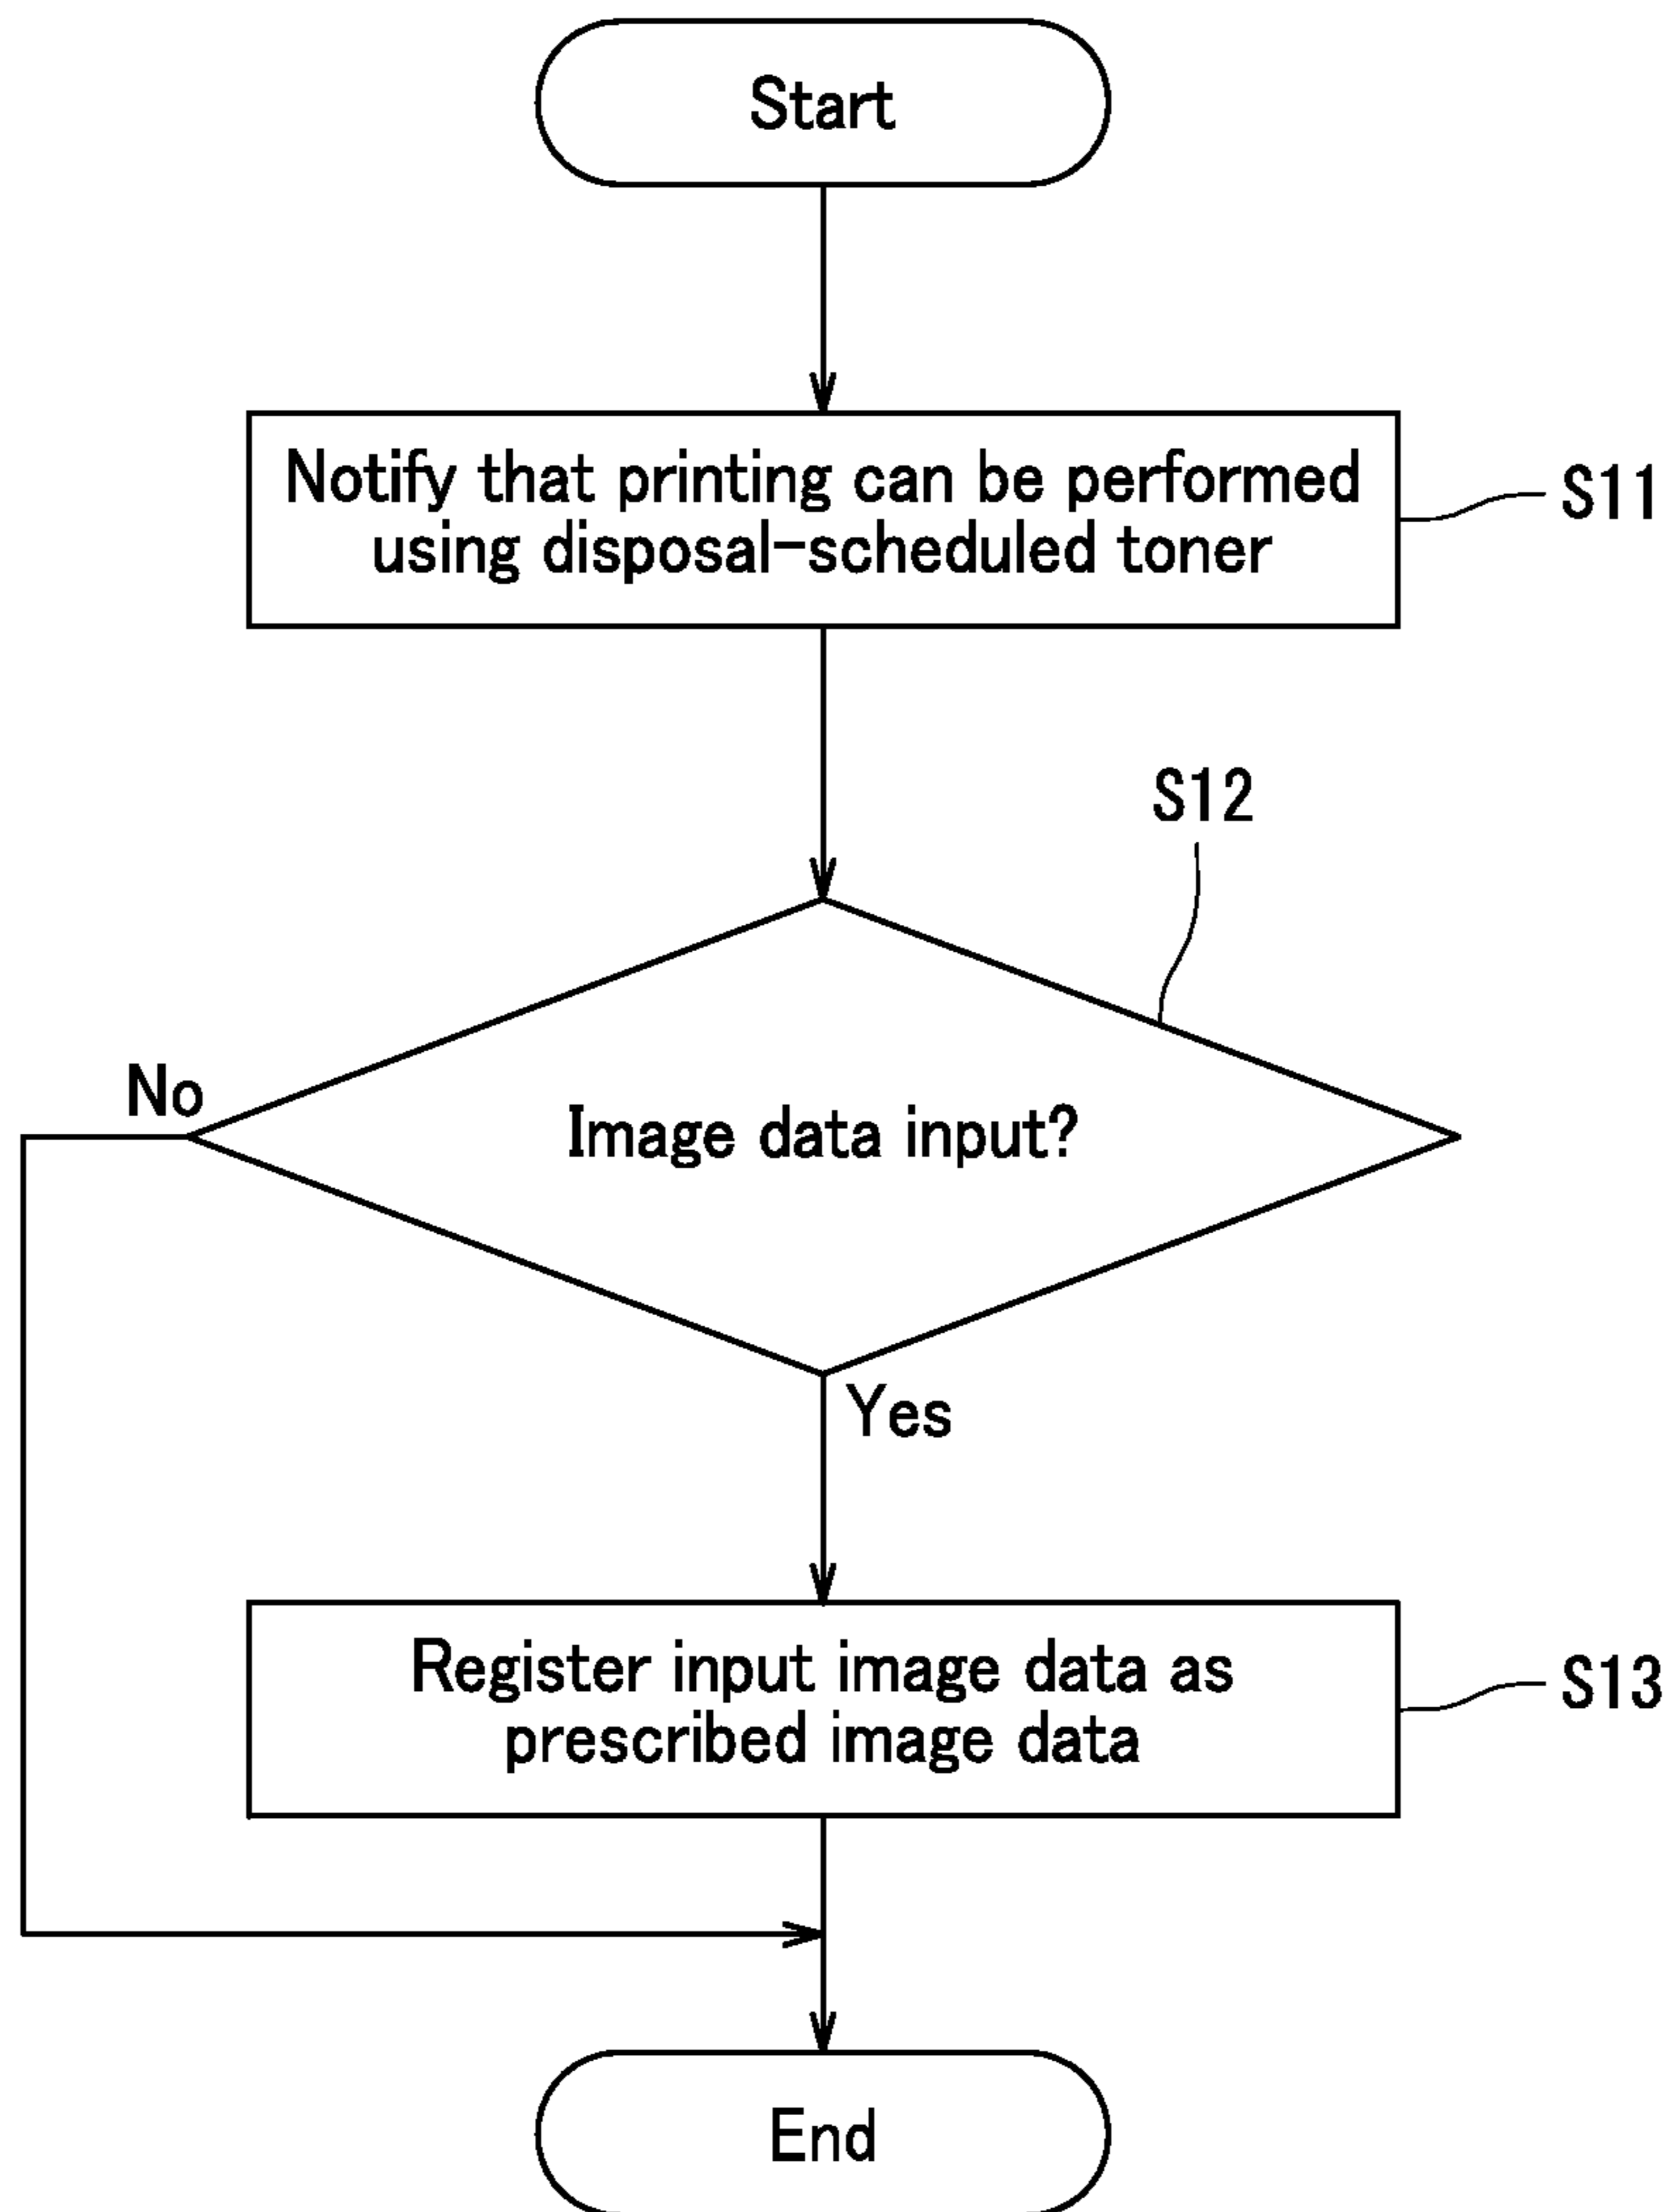 Start
Notify that printing can be performed
using disposal-scheduled toner
S11
S12
No
Image data input?
Yes
Register input image data as
prescribed image data
S13
End